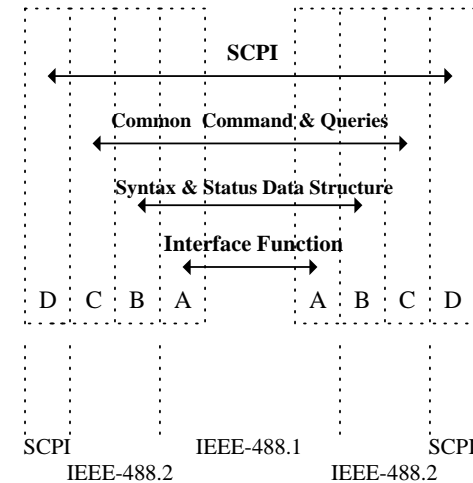 SCPI
Common Command & Queries
Syntax & Status Data Structure
Interface Function
D C B A A B C D
SCPI IEEE-488.1 SCPI
IEEE-488.2 IEEE-488.2